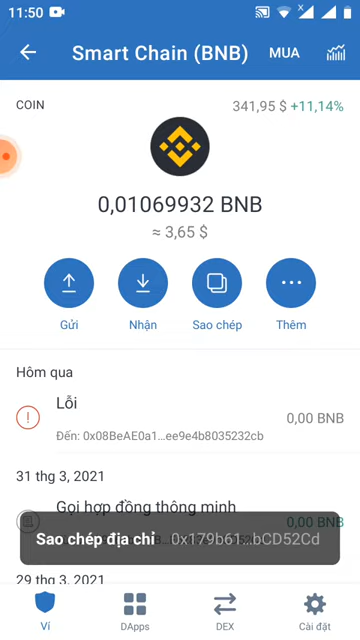 11:50
Smart Chain (BNB) MUA
COIN 341,95 $ +11,14%
0,01069932 BNB
≈ 3,65 $
Gửi Nhận Sao chép Thêm
Hôm qua
Lỗi
0,00 BNB
Đến: 0x08BeAE0a1...ee9e4b8035232cb
31 thg 3, 2021
Gọi hợp đồng thông minh
0,00 BNB
Sao chép địa chỉ 0x179b61...bCD52Cd
29 thg 3, 2021
Ví DApps DEX Cài đặt